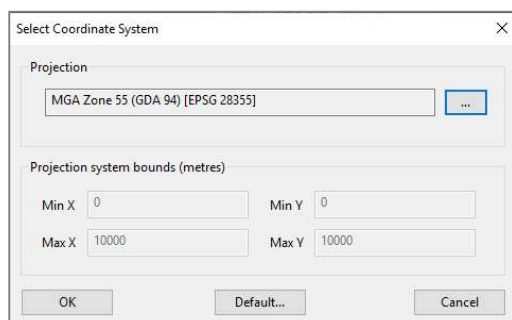 Select Coordinate System
Projection
MGA Zone 55 (GDA 94) [EPSG 28355]
...
Projection system bounds (metres)
Min X 0 Min Y 0
Max X 10000 Max Y 10000
OK Default... Cancel